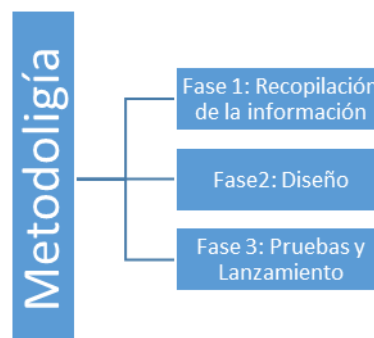 Metodoligía
Fase 1: Recopilación
de la información
Fase2: Diseño
Fase 3: Pruebas y
Lanzamiento